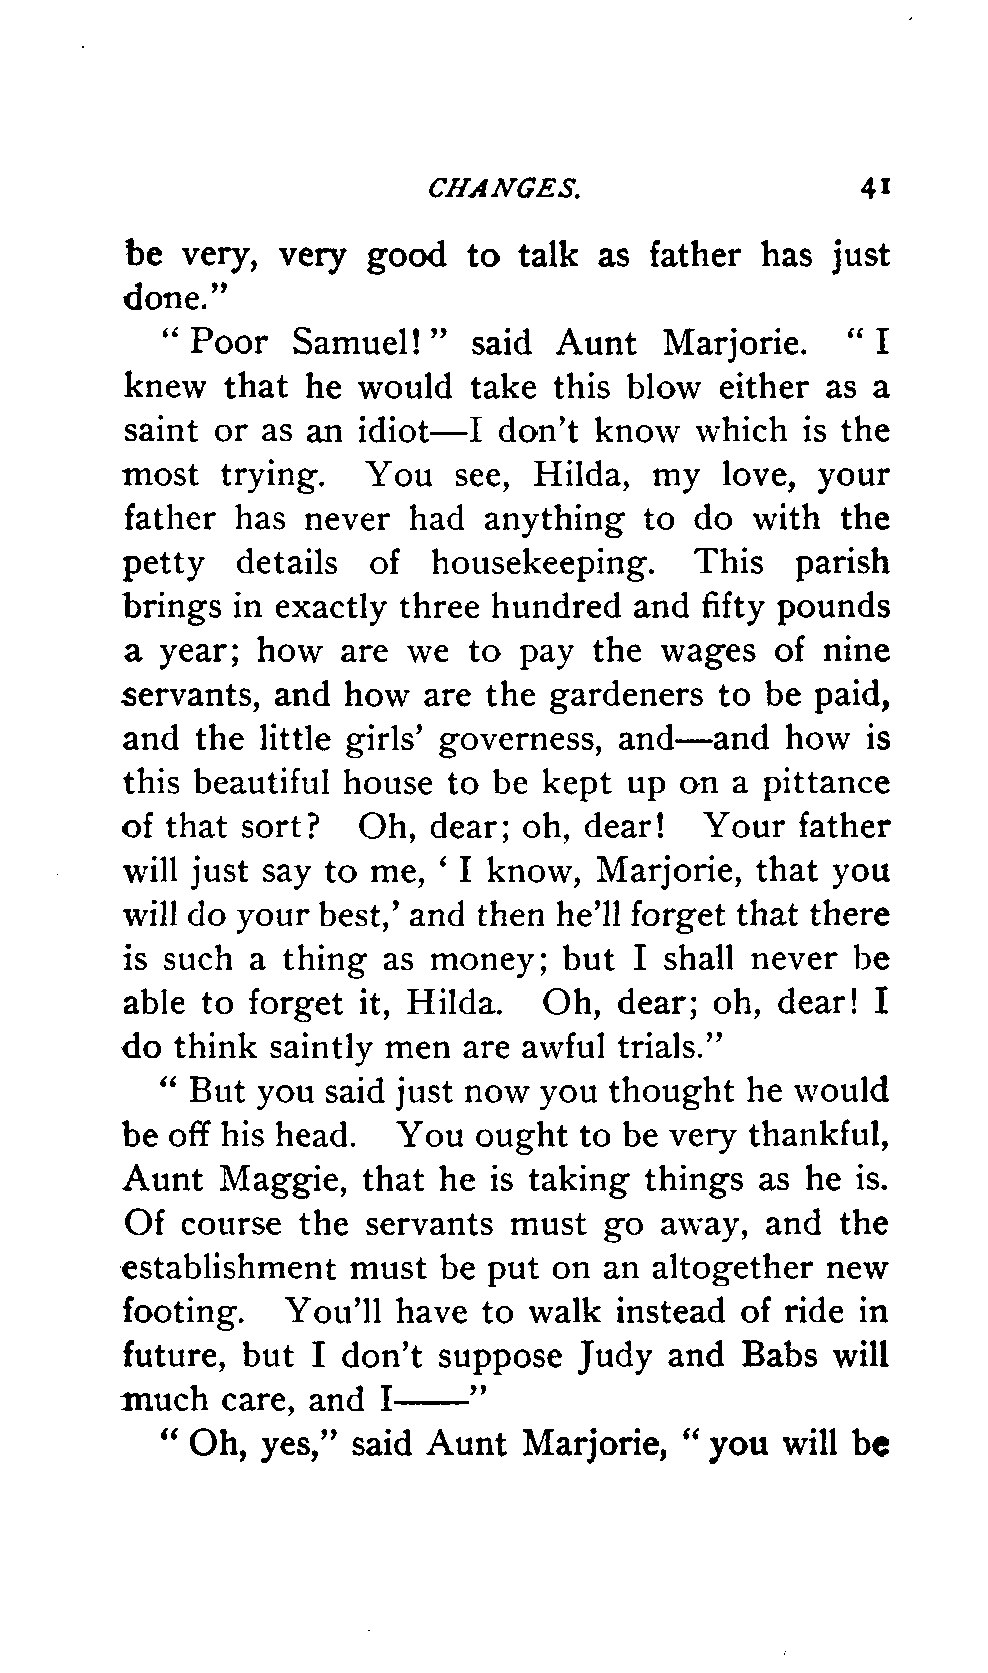 CHANGES. 41
be very, very good to talk as father has just
done."
"Poor Samuel!" said Aunt Marjorie. "I
knew that he would take this blow either as a
saint or as an idiot—I don't know which is the
most trying. You see, Hilda, my love, your
father has never had anything to do with the
petty details of housekeeping. This parish
brings in exactly three hundred and fifty pounds
a year; how are we to pay the wages of nine
servants, and how are the gardeners to be paid,
and the little girls' governess, and—and how is
this beautiful house to be kept up on a pittance
of that sort? Oh, dear; oh, dear! Your father
will just say to me, 'I know, Marjorie, that you
will do your best,' and then he'll forget that there
is such a thing as money; but I shall never be
able to forget it, Hilda. Oh, dear; oh, dear! I
do think saintly men are awful trials."
"But you said just now you thought he would
be off his head. You ought to be very thankful,
Aunt Maggie, that he is taking things as he is.
Of course the servants must go away, and the
establishment must be put on an altogether new
footing. You'll have to walk instead of ride in
future, but I don't suppose Judy and Babs will
much care, and I——"
"Oh, yes," said Aunt Marjorie, "you will be